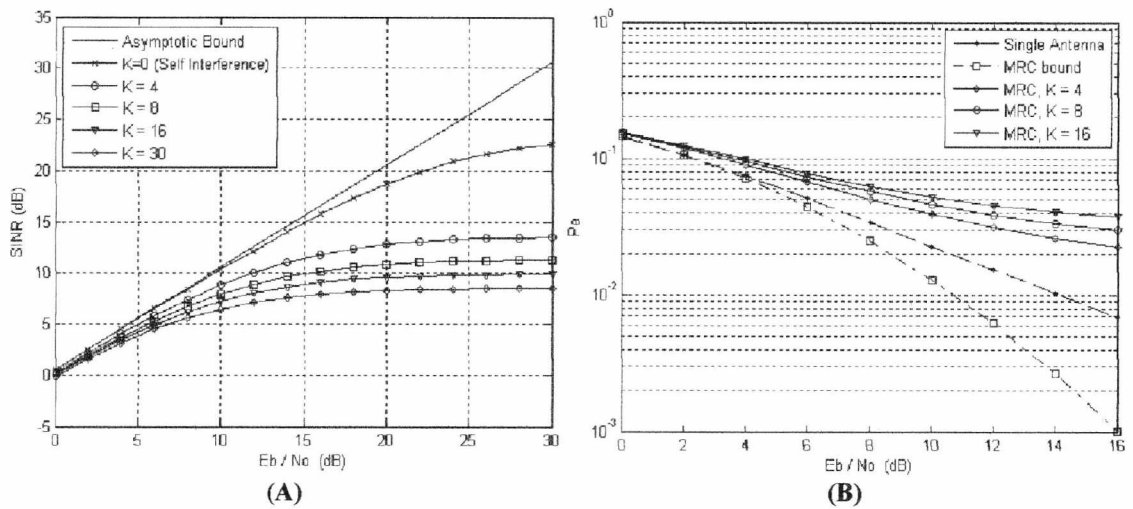 35
30
25
20
15
10
5
0
-5
SINR (dB)
Asymptotic Bound
K=0 (Self Interference)
K = 4
K = 8
K = 16
K = 30
0 5 10 15 20 25 30
Eb / No (dB)
(A)
10^0
10^-1
10^-2
10^-3
Pe
Single Antenna
MRC bound
MRC, K = 4
MRC, K = 8
MRC, K = 16
0 2 4 6 8 10 12 14 16
Eb / No (dB)
(B)